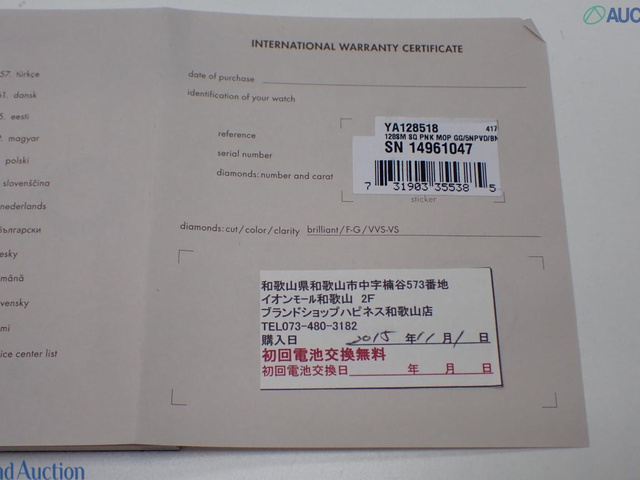 AUC
57. türkçe
61. dansk
5. eesti
magyar
polski
slovenščina
nederlands
български
esky
română
ovensky
mi
ice center list
INTERNATIONAL WARRANTY CERTIFICATE
date of purchase
identification of your watch
reference
serial number
diamonds: number and carat
YA128518 417
128SM SQ PNK MOP GG/5NPVD/BN
SN 14961047
7 31903 35538 5
sticker
diamonds: cut / color / clarity brilliant / F-G / VVS-VS
和歌山県和歌山市中字楠谷573番地
イオンモール和歌山 2F
ブランドショップハピネス和歌山店
TEL073-480-3182
購入日 2015 年 11 月 1 日
初回電池交換無料
初回電池交換日 年 月 日
nd Auction